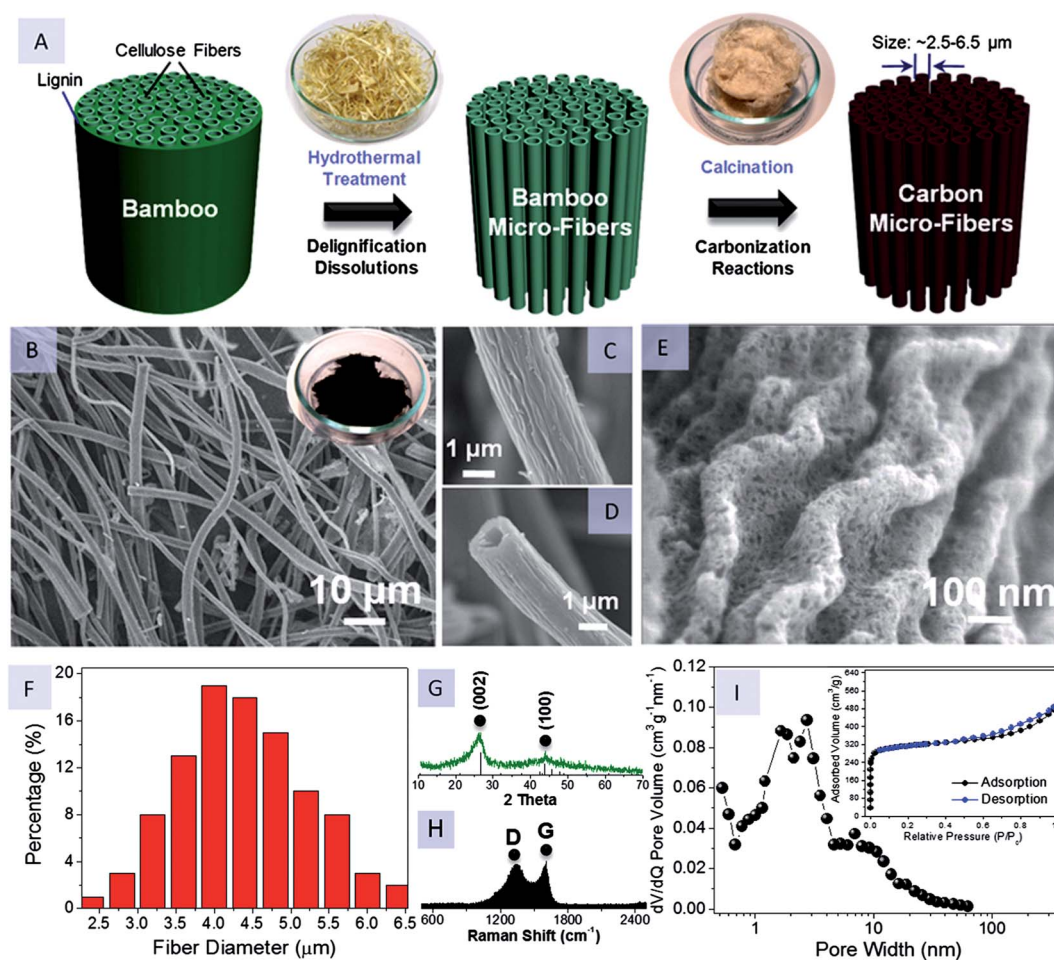 A
Cellulose Fibers
Lignin
Bamboo
Hydrothermal
Treatment
Delignification
Dissolutions
Bamboo
Micro-Fibers
Calcination
Carbonization
Reactions
Size: ~2.5-6.5 μm
Carbon
Micro-Fibers
B
10 μm
C
1 μm
D
1 μm
E
100 nm
F
20
16
12
8
4
0
Percentage (%)
2.5 3.0 3.5 4.0 4.5 5.0 5.5 6.0 6.5
Fiber Diameter (μm)
G
(002)
(100)
10 20 30 40 50 60 70
2 Theta
H
D
G
600 1200 1800 2400
Raman Shift (cm⁻¹)
I
0.12
0.10
0.08
0.06
0.04
0.02
0.00
dV/dQ Pore Volume (cm³ g⁻¹nm⁻¹)
1 10 100
Pore Width (nm)
640
560
480
400
320
240
160
80
0
Adsorbed Volume (cm³/g)
Adsorption
Desorption
0.0 0.2 0.4 0.6 0.8 1.0
Relative Pressure (P/P₀)